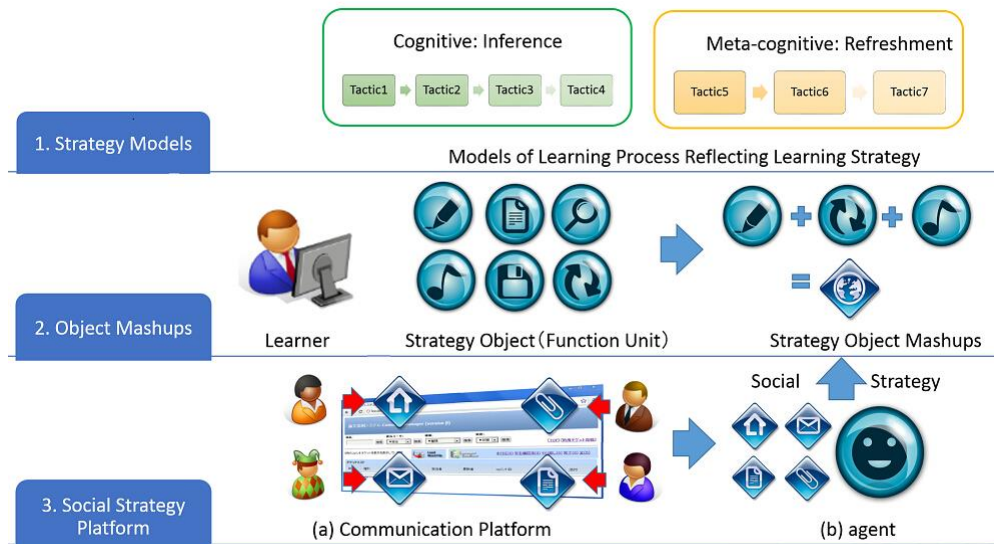 Cognitive: Inference
Tactic1
Tactic2
Tactic3
Tactic4
Meta-cognitive: Refreshment
Tactic5
Tactic6
Tactic7
1. Strategy Models
Models of Learning Process Reflecting Learning Strategy
2. Object Mashups
Learner
Strategy Object（Function Unit）
+
+
=
Strategy Object Mashups
Social
Strategy
3. Social Strategy
Platform
(a) Communication Platform
(b) agent